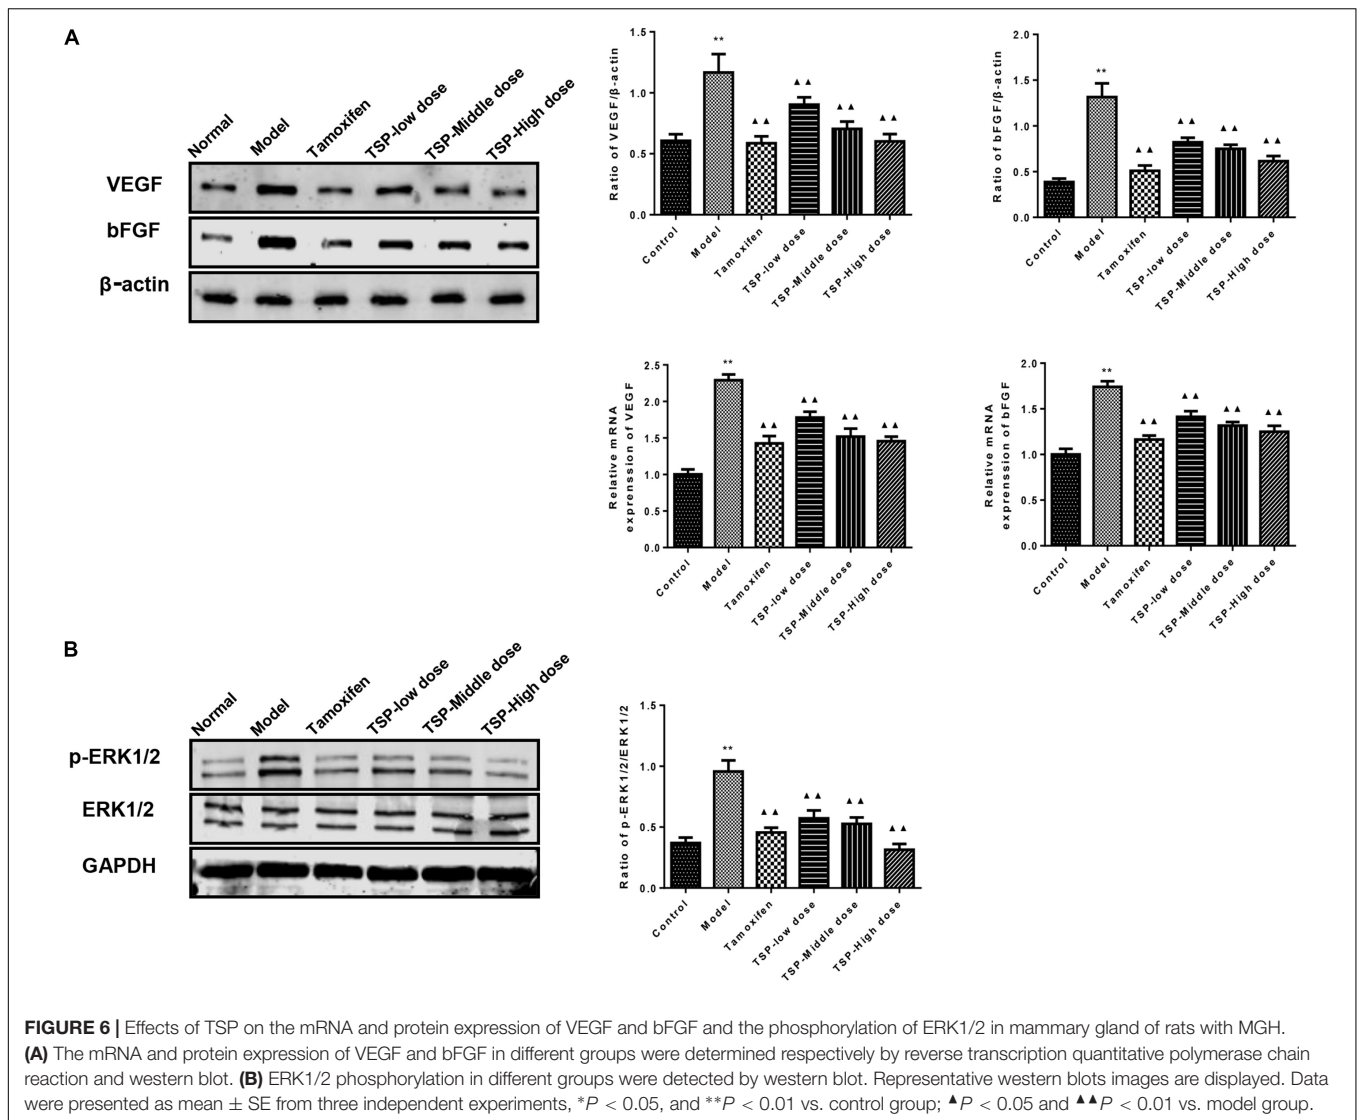 A
Normal
Model
Tamoxifen
TSP-low dose
TSP-Middle dose
TSP-High dose
VEGF
bFGF
β-actin
Ratio of VEGF/β-actin
1.5
1.0
0.5
0.0
**
▲▲
▲▲
▲▲
▲▲
Control
Model
Tamoxifen
TSP-low dose
TSP-Middle dose
TSP-High dose
Ratio of bFGF/β-actin
2.0
1.5
1.0
0.5
0.0
**
▲▲
▲▲
▲▲
▲▲
Control
Model
Tamoxifen
TSP-low dose
TSP-Middle dose
TSP-High dose
Relative mRNA
exprenssion of VEGF
2.5
2.0
1.5
1.0
0.5
0.0
**
▲▲
▲▲
▲▲
▲▲
Control
Model
Tamoxifen
TSP-low dose
TSP-Middle dose
TSP-High dose
Relative mRNA
exprenssion of bFGF
2.0
1.5
1.0
0.5
0.0
**
▲▲
▲▲
▲▲
▲▲
Control
Model
Tamoxifen
TSP-low dose
TSP-Middle dose
TSP-High dose
B
Normal
Model
Tamoxifen
TSP-low dose
TSP-Middle dose
TSP-High dose
p-ERK1/2
ERK1/2
GAPDH
Ratio of p-ERK1/2/ERK1/2
1.5
1.0
0.5
0.0
**
▲▲
▲▲
▲▲
▲▲
Control
Model
Tamoxifen
TSP-low dose
TSP-Middle dose
TSP-High dose
FIGURE 6 | Effects of TSP on the mRNA and protein expression of VEGF and bFGF and the phosphorylation of ERK1/2 in mammary gland of rats with MGH.
(A) The mRNA and protein expression of VEGF and bFGF in different groups were determined respectively by reverse transcription quantitative polymerase chain
reaction and western blot. (B) ERK1/2 phosphorylation in different groups were detected by western blot. Representative western blots images are displayed. Data
were presented as mean ± SE from three independent experiments, *P < 0.05, and **P < 0.01 vs. control group; ▲P < 0.05 and ▲▲P < 0.01 vs. model group.